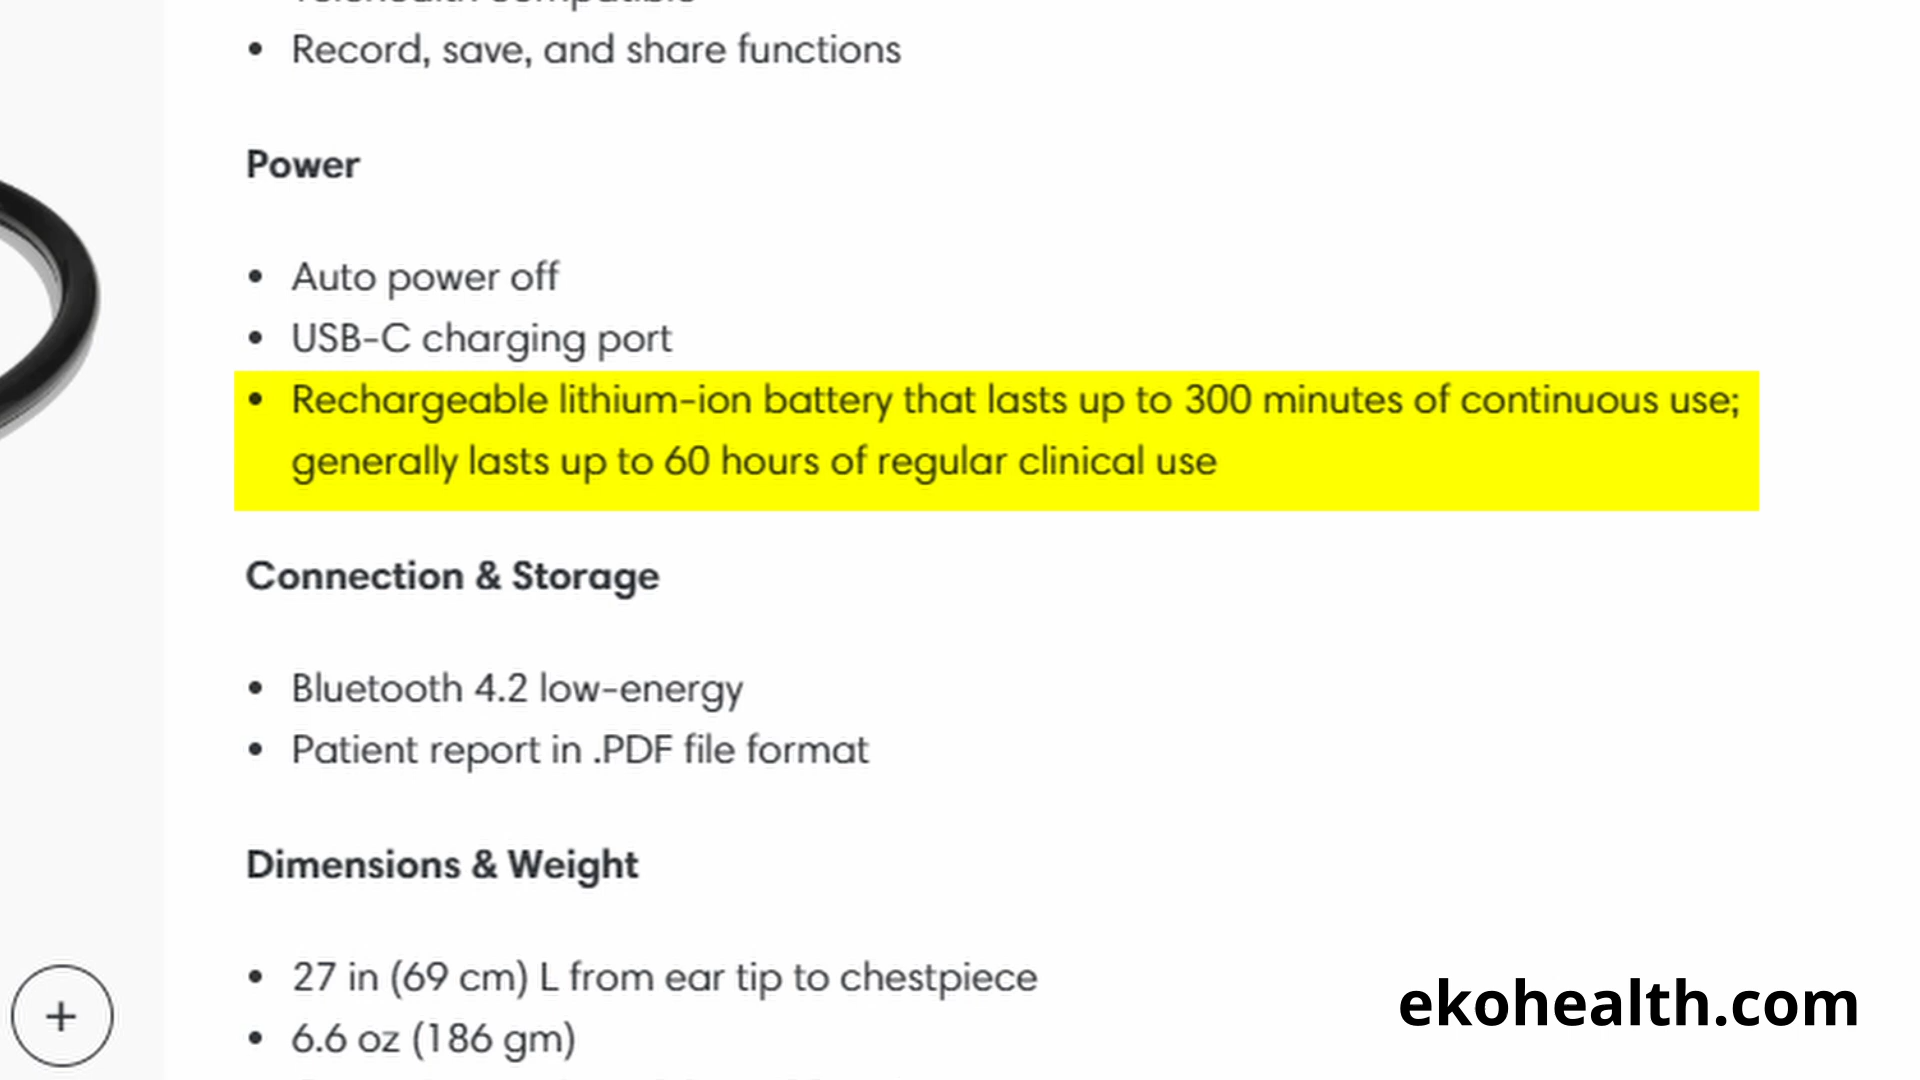 • Record, save, and share functions
Power
• Auto power off
• USB-C charging port
• Rechargeable lithium-ion battery that lasts up to 300 minutes of continuous use;
generally lasts up to 60 hours of regular clinical use
Connection & Storage
• Bluetooth 4.2 low-energy
• Patient report in .PDF file format
Dimensions & Weight
• 27 in (69 cm) L from ear tip to chestpiece
• 6.6 oz (186 gm)
+
ekohealth.com